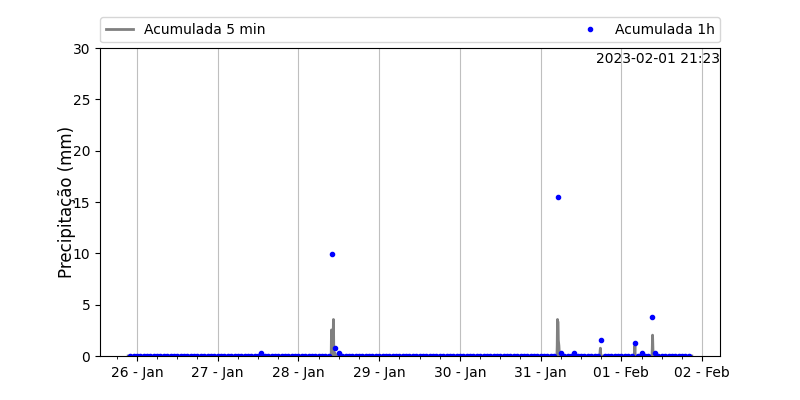 Acumulada 5 min Acumulada 1h
2023-02-01 21:23
Precipitação (mm)
30
25
20
15
10
5
0
26 - Jan 27 - Jan 28 - Jan 29 - Jan 30 - Jan 31 - Jan 01 - Feb 02 - Feb